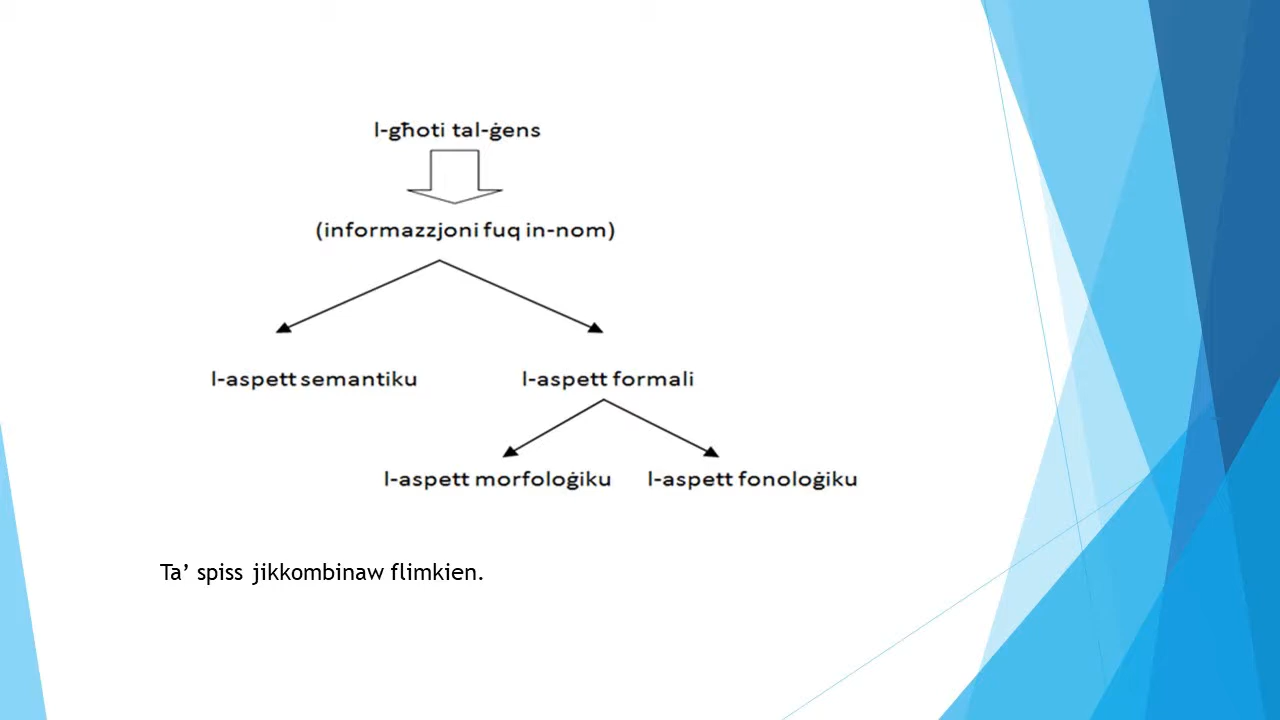 l-għoti tal-ġens
(informazzjoni fuq in-nom)
l-aspett semantiku l-aspett formali
l-aspett morfoloġiku l-aspett fonoloġiku
Ta’ spiss jikkombinaw flimkien.